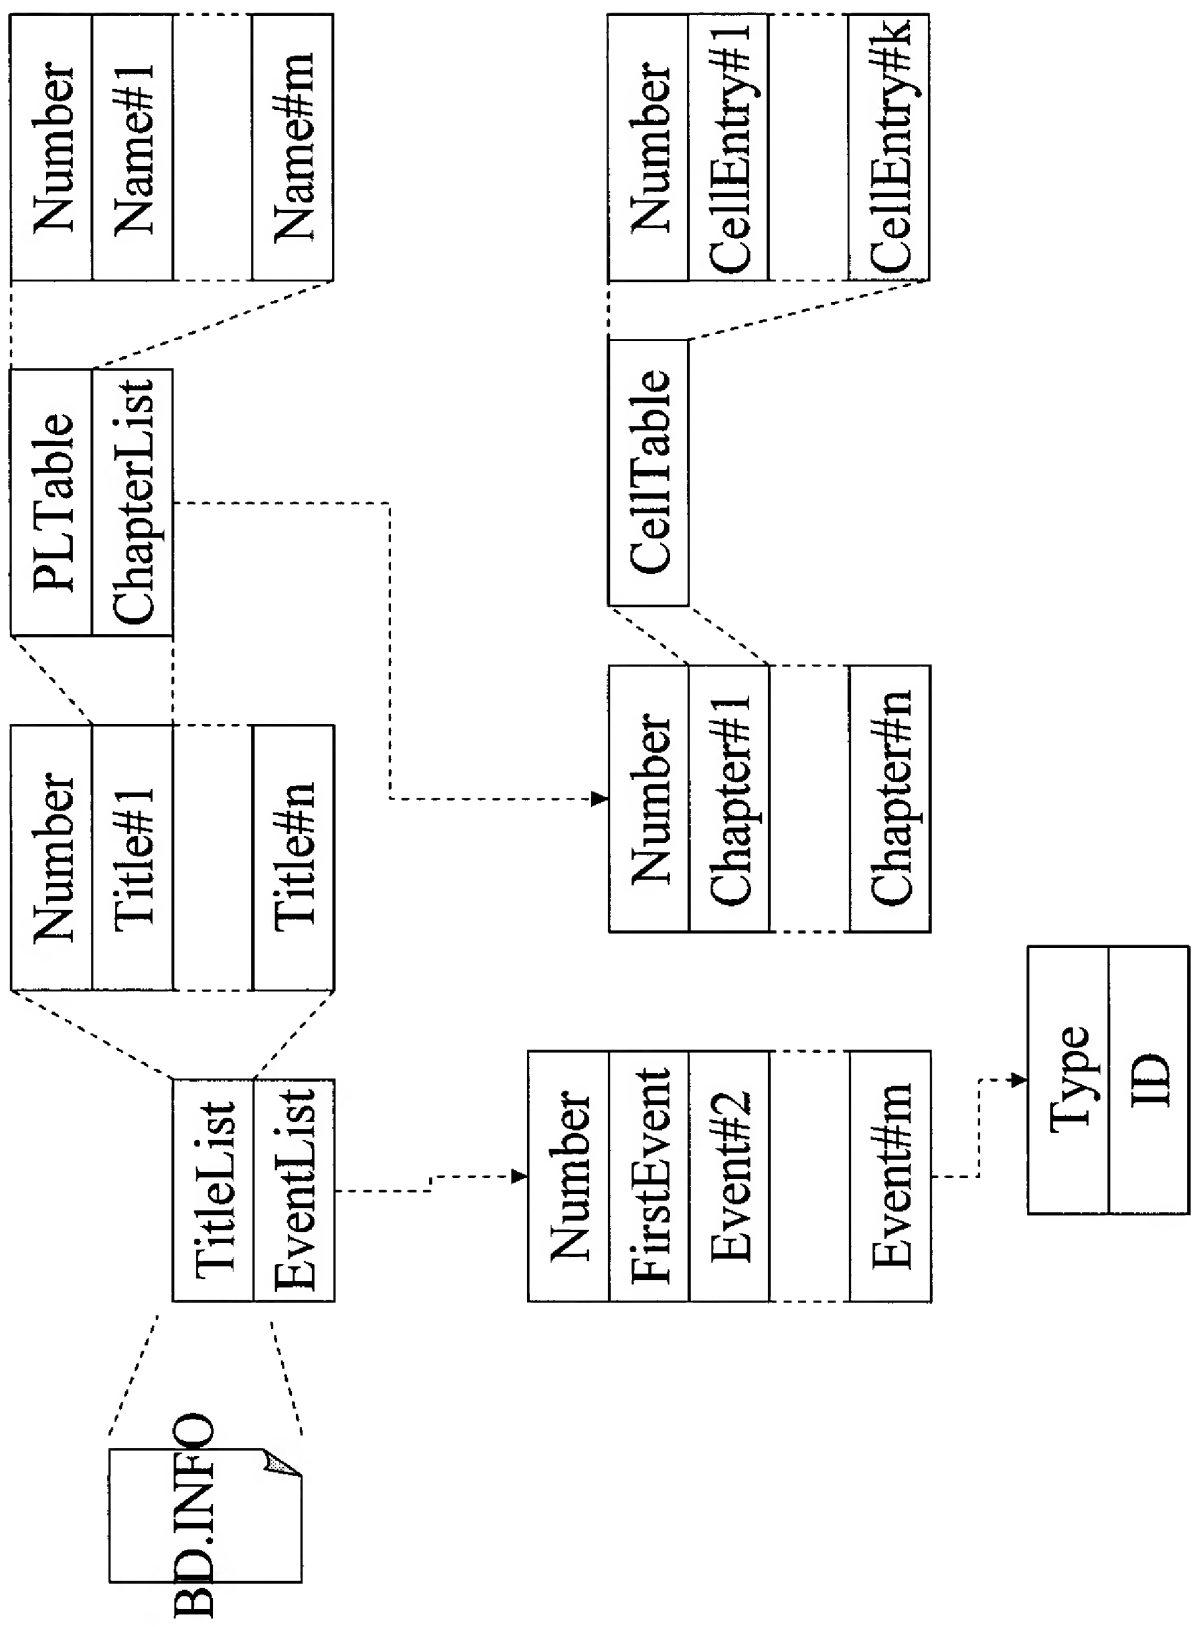 BD.INFO
TitleList
EventList
Number
Title#1
Title#n
PLTable
ChapterList
Number
Name#1
Name#m
Number
FirstEvent
Event#2
Event#m
Type
ID
Number
Chapter#1
Chapter#n
CellTable
Number
CellEntry#1
CellEntry#k